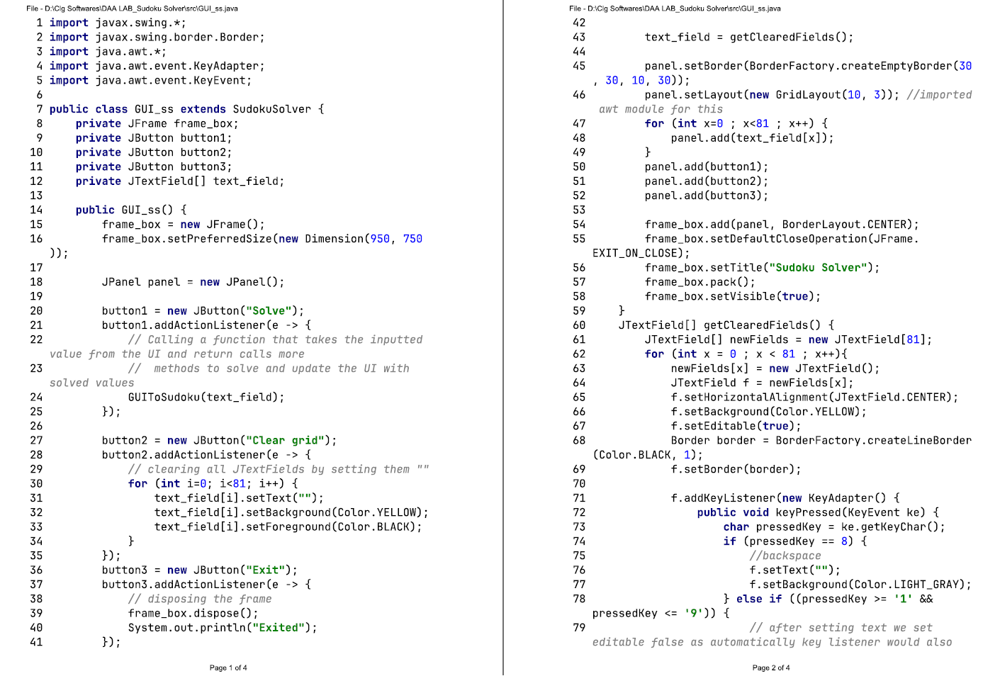 File - D:\Clg Softwares\DAA LAB_Sudoku Solver\src\GUI_ss.java
1 import javax.swing.*;
2 import javax.swing.border.Border;
3 import java.awt.*;
4 import java.awt.event.KeyAdapter;
5 import java.awt.event.KeyEvent;
6
7 public class GUI_ss extends SudokuSolver {
8     private JFrame frame_box;
9     private JButton button1;
10     private JButton button2;
11     private JButton button3;
12     private JTextField[] text_field;
13
14     public GUI_ss() {
15         frame_box = new JFrame();
16         frame_box.setPreferredSize(new Dimension(950, 750
));
17
18         JPanel panel = new JPanel();
19
20         button1 = new JButton("Solve");
21         button1.addActionListener(e -> {
22             // Calling a function that takes the inputted
value from the UI and return calls more
23             //  methods to solve and update the UI with
solved values
24             GUIToSudoku(text_field);
25         });
26
27         button2 = new JButton("Clear grid");
28         button2.addActionListener(e -> {
29             // clearing all JTextFields by setting them ""
30             for (int i=0; i<81; i++) {
31                 text_field[i].setText("");
32                 text_field[i].setBackground(Color.YELLOW);
33                 text_field[i].setForeground(Color.BLACK);
34             }
35         });
36         button3 = new JButton("Exit");
37         button3.addActionListener(e -> {
38             // disposing the frame
39             frame_box.dispose();
40             System.out.println("Exited");
41         });
Page 1 of 4
File - D:\Clg Softwares\DAA LAB_Sudoku Solver\src\GUI_ss.java
42
43         text_field = getClearedFields();
44
45         panel.setBorder(BorderFactory.createEmptyBorder(30
, 30, 10, 30));
46         panel.setLayout(new GridLayout(10, 3)); //imported
awt module for this
47         for (int x=0 ; x<81 ; x++) {
48             panel.add(text_field[x]);
49         }
50         panel.add(button1);
51         panel.add(button2);
52         panel.add(button3);
53
54         frame_box.add(panel, BorderLayout.CENTER);
55         frame_box.setDefaultCloseOperation(JFrame.
EXIT_ON_CLOSE);
56         frame_box.setTitle("Sudoku Solver");
57         frame_box.pack();
58         frame_box.setVisible(true);
59     }
60     JTextField[] getClearedFields() {
61         JTextField[] newFields = new JTextField[81];
62         for (int x = 0 ; x < 81 ; x++){
63             newFields[x] = new JTextField();
64             JTextField f = newFields[x];
65             f.setHorizontalAlignment(JTextField.CENTER);
66             f.setBackground(Color.YELLOW);
67             f.setEditable(true);
68             Border border = BorderFactory.createLineBorder
(Color.BLACK, 1);
69             f.setBorder(border);
70
71             f.addKeyListener(new KeyAdapter() {
72                 public void keyPressed(KeyEvent ke) {
73                     char pressedKey = ke.getKeyChar();
74                     if (pressedKey == 8) {
75                         //backspace
76                         f.setText("");
77                         f.setBackground(Color.LIGHT_GRAY);
78                     } else if ((pressedKey >= '1' &&
pressedKey <= '9')) {
79                         // after setting text we set
editable false as automatically key listener would also
Page 2 of 4